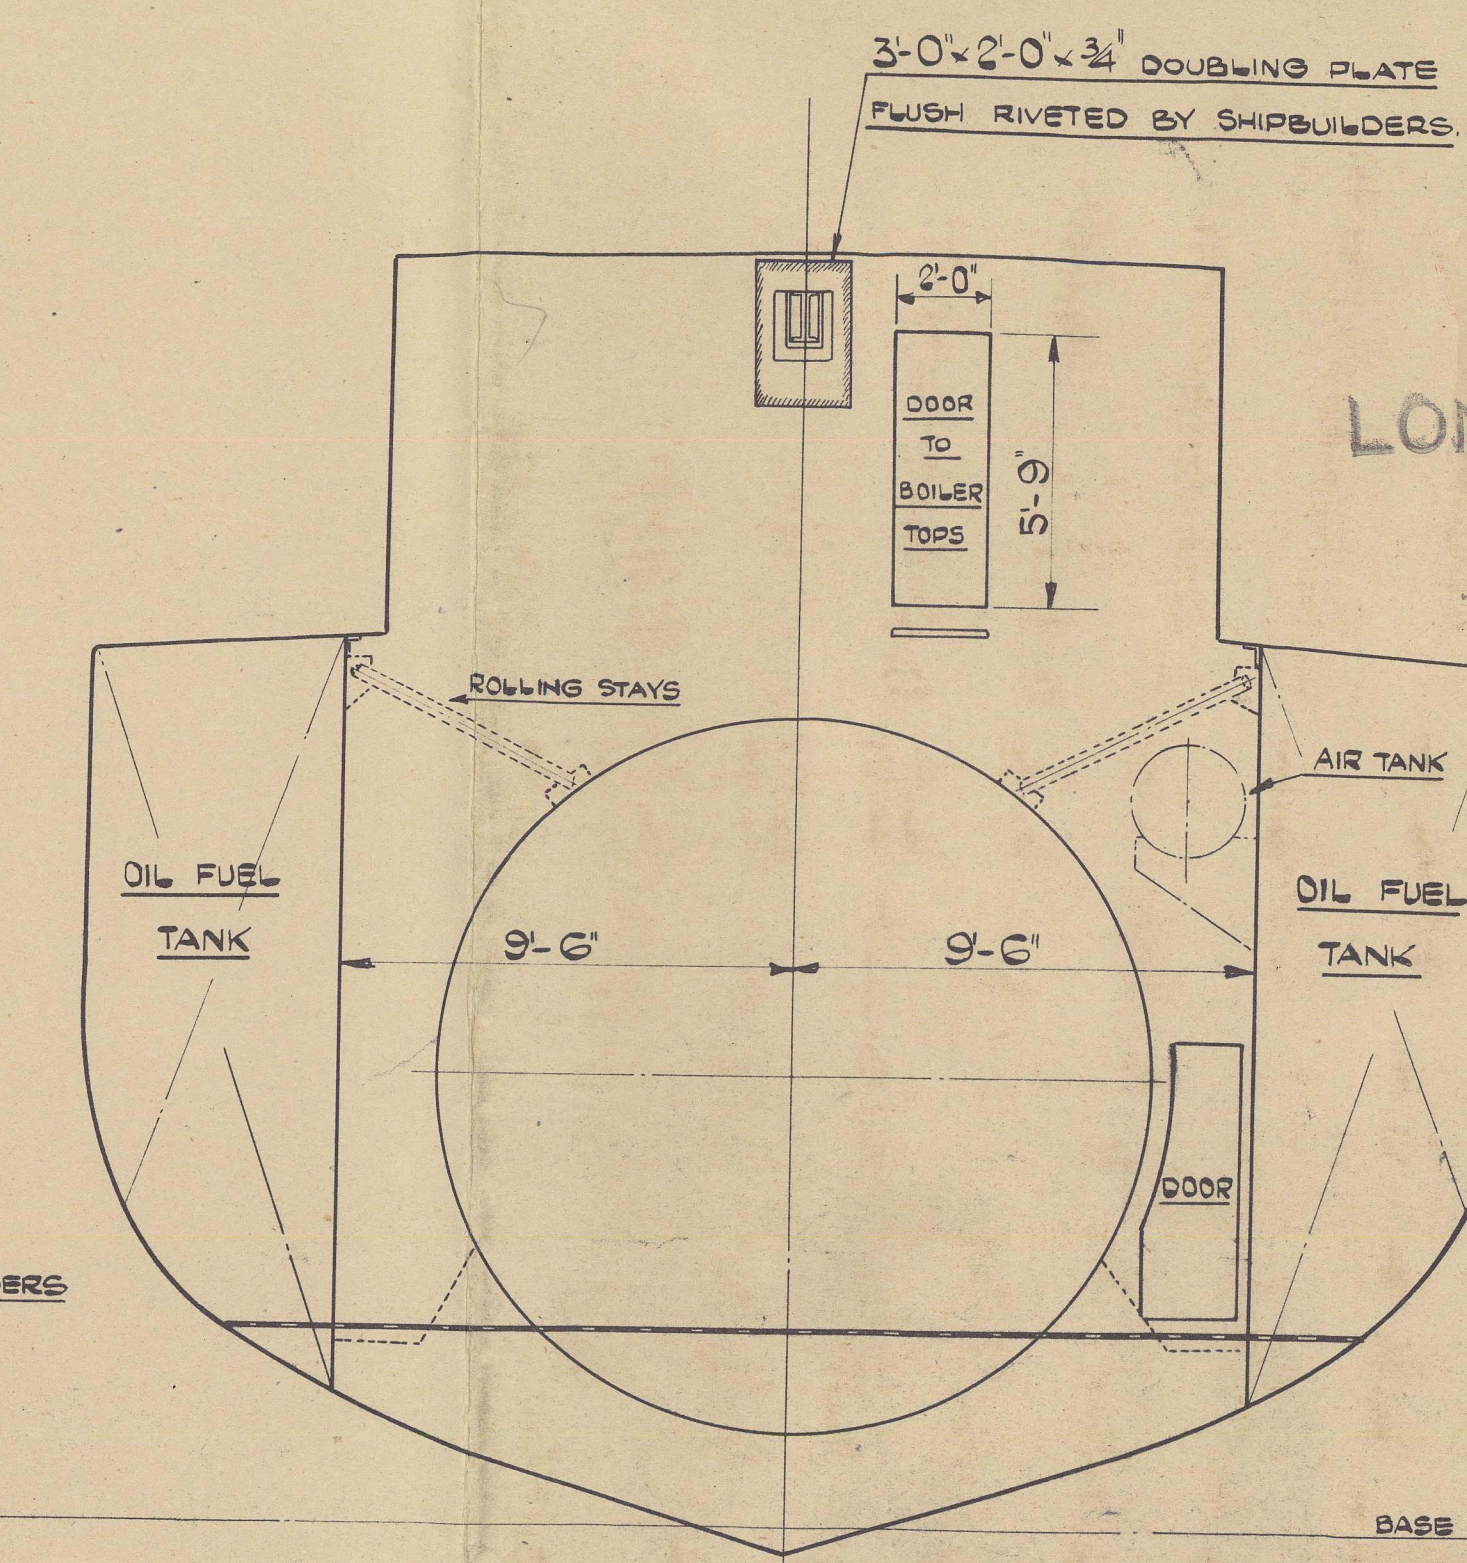 3'-0" x 2'-0" x 3/4" DOUBLING PLATE
FLUSH RIVETED BY SHIPBUILDERS.
2'-0"
DOOR
TO
BOILER
TOPS
5'-9"
ROLLING STAYS
AIR TANK
OIL FUEL
TANK
9'-6"
9'-6"
OIL FUEL
TANK
DOOR
BASE